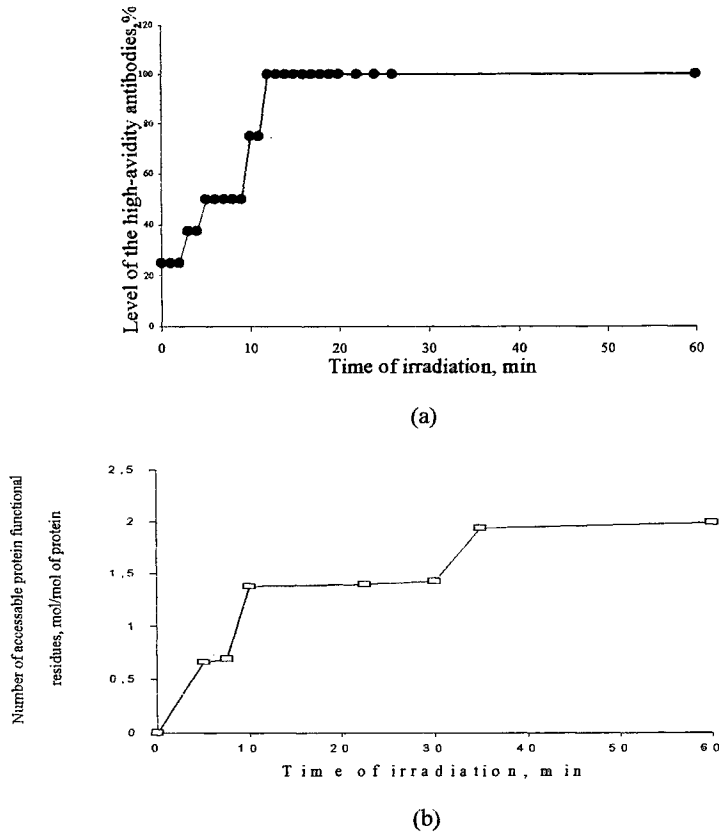 Level of the high-avidity antibodies, %
120
100
80
60
40
20
0
0 10 20 30 40 50 60
Time of irradiation, min
(a)
Number of accessable protein functional
residues, mol/mol of protein
2,5
2
1,5
1
0,5
0
0 10 20 30 40 50 60
Time of irradiation, min
(b)